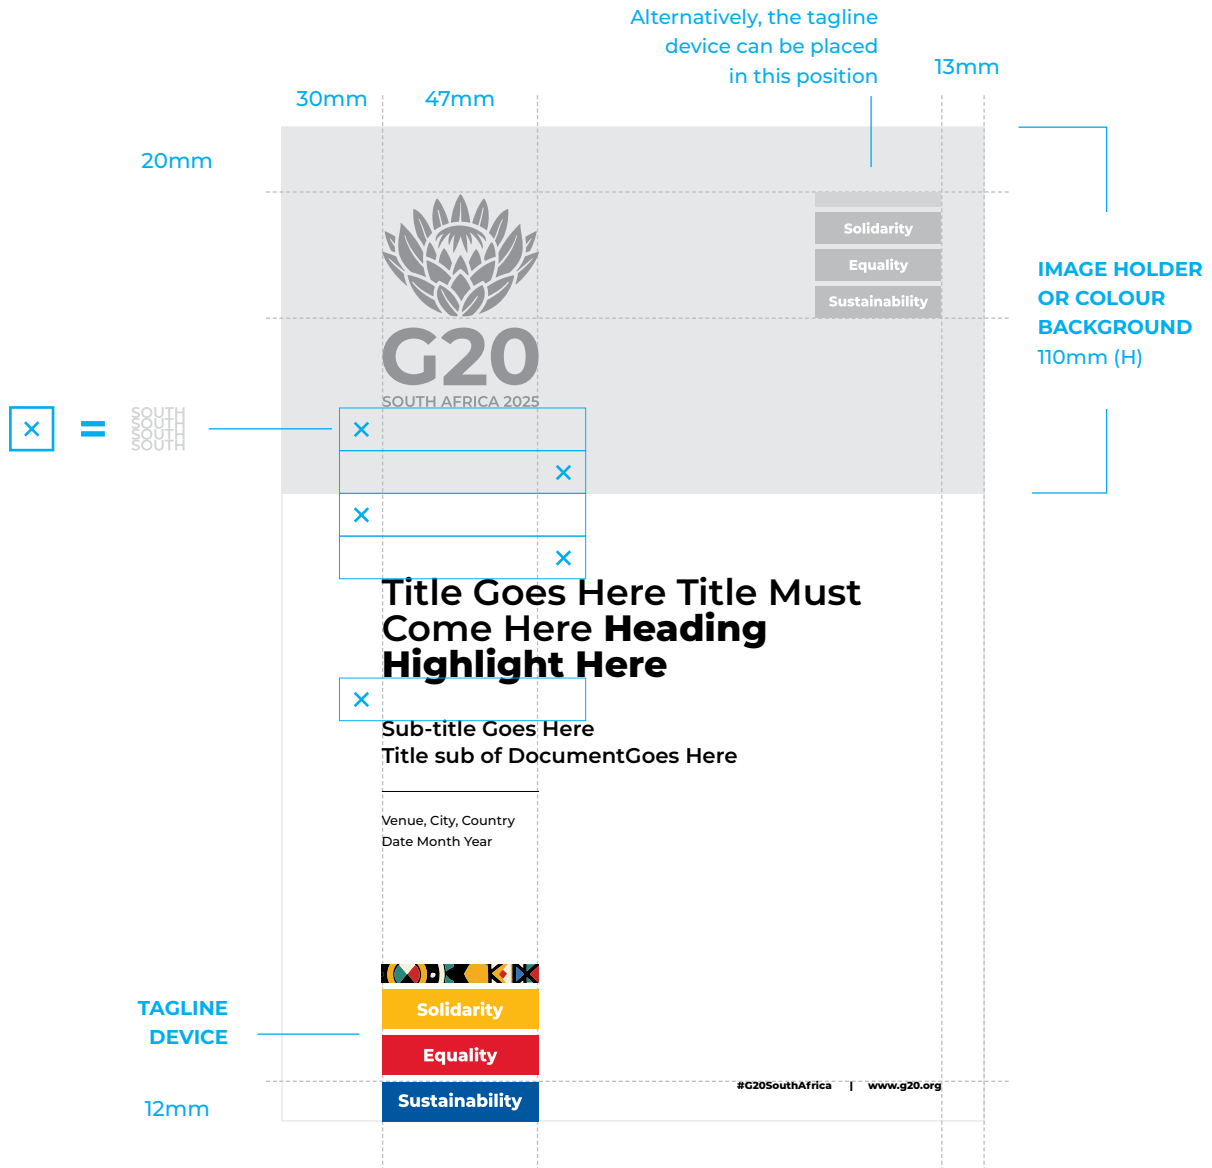 Alternatively, the tagline
device can be placed
in this position
13mm
30mm
47mm
20mm
Solidarity
Equality
Sustainability
IMAGE HOLDER
OR COLOUR
BACKGROUND
110mm (H)
G20
SOUTH AFRICA 2025
SOUTH
SOUTH
SOUTH
SOUTH
Title Goes Here Title Must
Come Here Heading
Highlight Here
Sub-title Goes Here
Title sub of DocumentGoes Here
Venue, City, Country
Date Month Year
TAGLINE
DEVICE
Solidarity
Equality
Sustainability
#G20SouthAfrica | www.g20.org
12mm